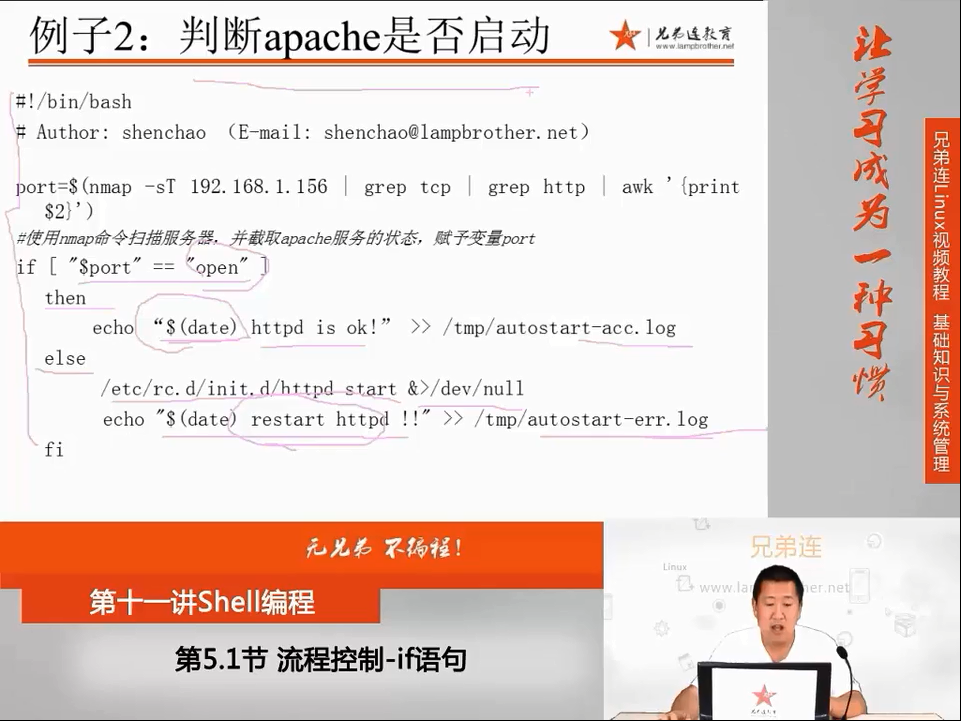 例子2：判断apache是否启动
兄弟连教育
www.lampbrother.net
#!/bin/bash
# Author: shenchao （E-mail: shenchao@lampbrother.net）
port=$(nmap -sT 192.168.1.156 | grep tcp | grep http | awk '{print
$2}')
#使用nmap命令扫描服务器，并截取apache服务的状态，赋予变量port
if [ "$port" == "open" ]
then
echo “$(date) httpd is ok!” >> /tmp/autostart-acc.log
else
/etc/rc.d/init.d/httpd start &>/dev/null
echo "$(date) restart httpd !!" >> /tmp/autostart-err.log
fi
让学习成为一种习惯
兄弟连Linux视频教程 基础知识与系统管理
无兄弟 不编程！
第十一讲Shell编程
第5.1节 流程控制-if语句
兄弟连
Linux